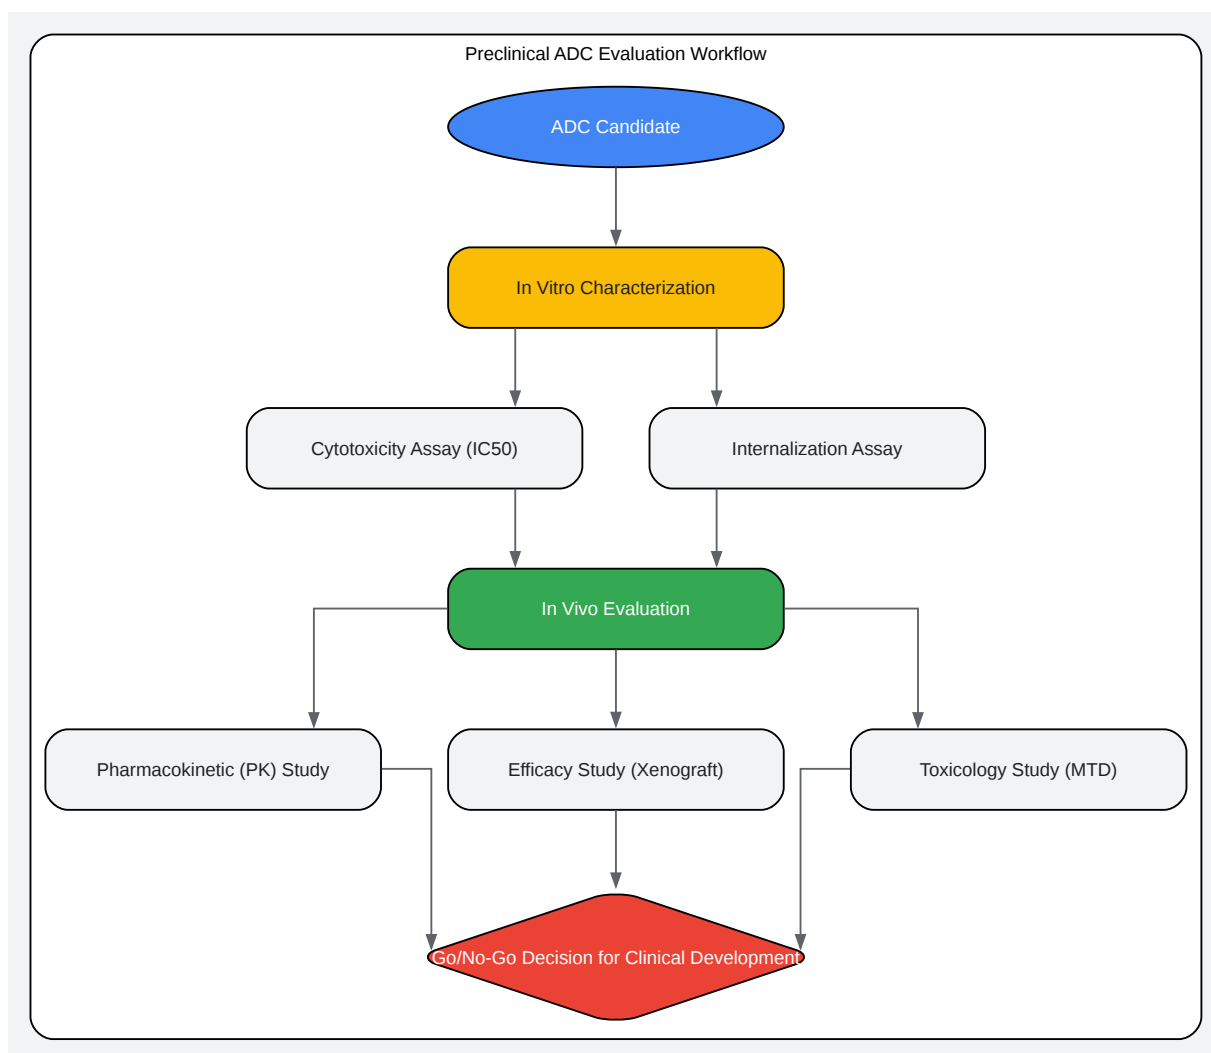 Preclinical ADC Evaluation Workflow
ADC Candidate
In Vitro Characterization
Cytotoxicity Assay (IC50)
Internalization Assay
In Vivo Evaluation
Pharmacokinetic (PK) Study
Efficacy Study (Xenograft)
Toxicology Study (MTD)
Go/No-Go Decision for Clinical Development